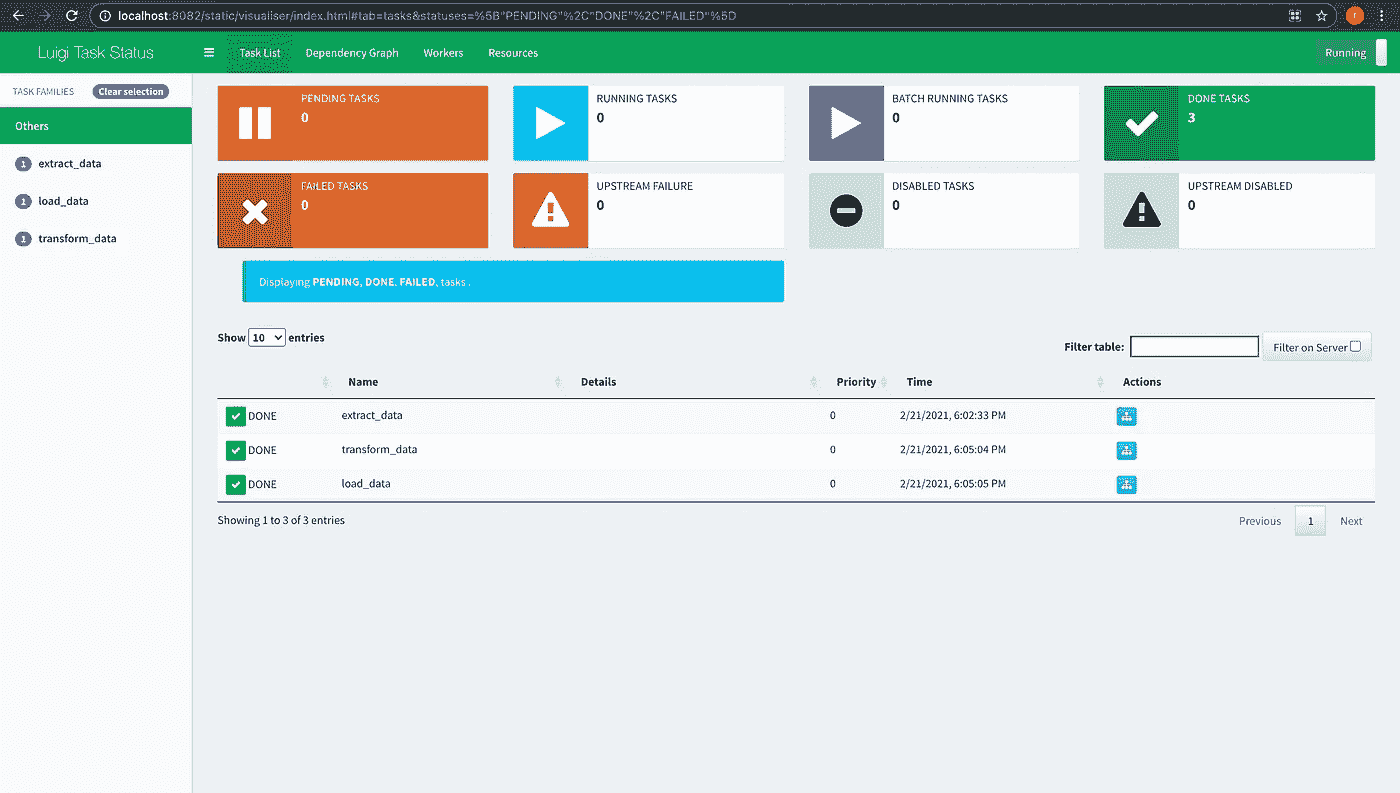 localhost:8082/static/visualiser/index.html#tab=tasks&statuses=%5B"PENDING"%2C"DONE"%2C"FAILED"%5D
r
Luigi Task Status
Task List
Dependency Graph
Workers
Resources
Running
TASK FAMILIES
Clear selection
Others
1 extract_data
1 load_data
1 transform_data
PENDING TASKS
0
RUNNING TASKS
0
BATCH RUNNING TASKS
0
DONE TASKS
3
FAILED TASKS
0
UPSTREAM FAILURE
0
DISABLED TASKS
0
UPSTREAM DISABLED
0
Displaying PENDING, DONE, FAILED, tasks .
Show 10 entries
Filter table:
Filter on Server
Name Details Priority Time Actions
DONE extract_data 0 2/21/2021, 6:02:33 PM
DONE transform_data 0 2/21/2021, 6:05:04 PM
DONE load_data 0 2/21/2021, 6:05:05 PM
Showing 1 to 3 of 3 entries
Previous 1 Next